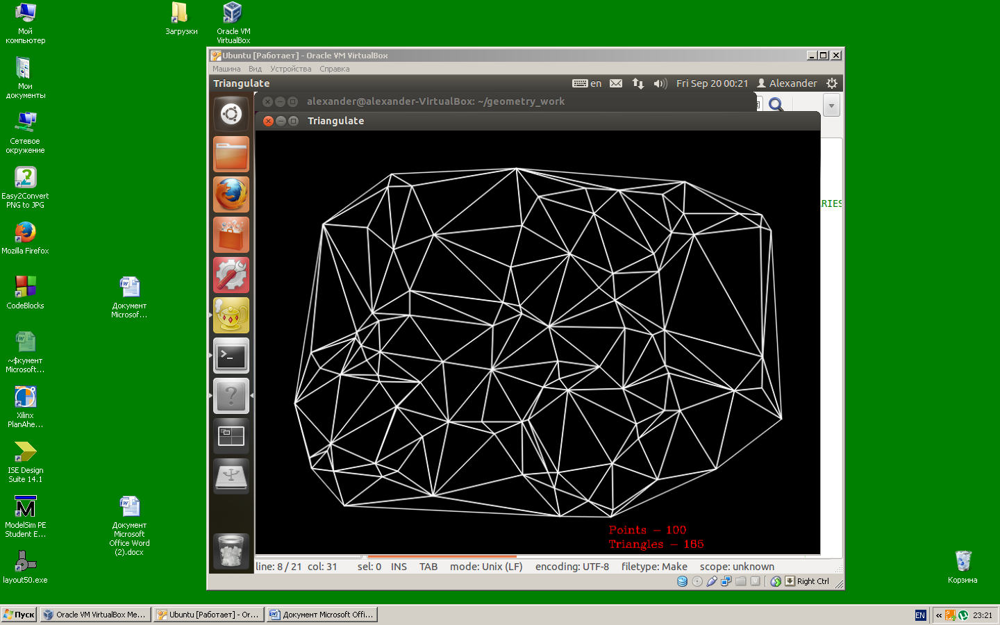 Мой
компьютер
Загрузки
Oracle VM
VirtualBox
Мои
документы
Сетевое
окружение
Easy2Convert
PNG to JPG
Mozilla Firefox
CodeBlocks
Документ
Microsof...
~$кумент
Microsoft...
Xilinx
PlanAhe...
ISE Design
Suite 14.1
ModelSim PE
Student E...
Документ
Microsoft
Office Word
(2).docx
layout50.exe
Корзина
Ubuntu [Работает] - Oracle VM VirtualBox
Машина Вид Устройства Справка
Triangulate
en Fri Sep 20 00:21 Alexander
alexander@alexander-VirtualBox: ~/geometry_work
Triangulate
RIES
Points - 100
Triangles - 185
line: 8 / 21 col: 31 sel: 0 INS TAB mode: Unix (LF) encoding: UTF-8 filetype: Make scope: unknown
Right Ctrl
Пуск
Oracle VM VirtualBox Me...
Ubuntu [Работает] - Or...
Документ Microsoft Offi...
EN
23:21